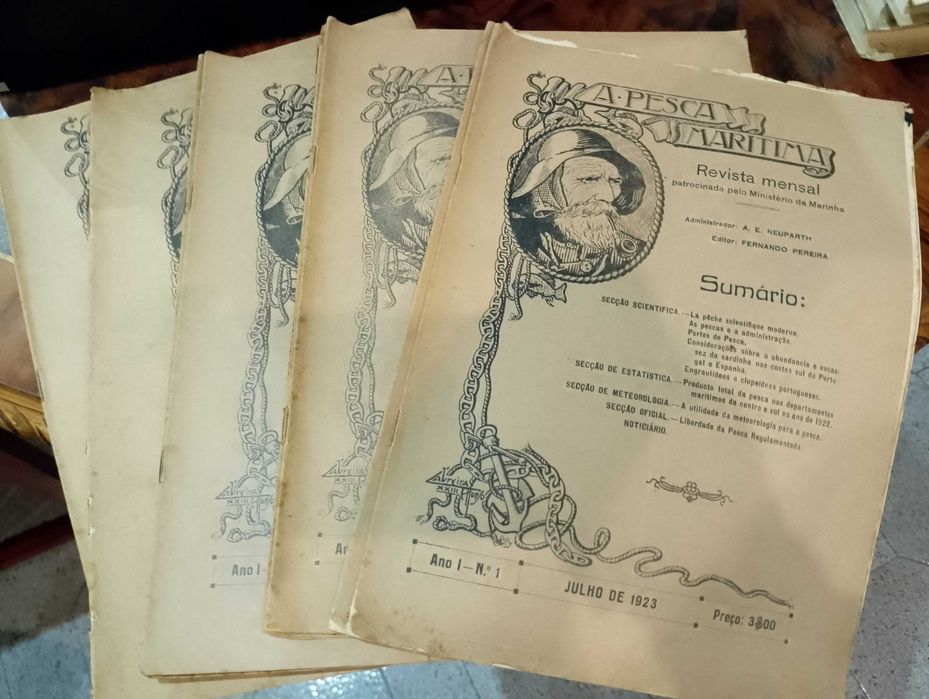 A·PESCA
MARITIMA
Revista mensal
patrocinada pelo Ministério da Marinha
Administrador: A. E. NEUPARTH
Editor: FERNANDO PEREIRA
Sumário:
SECÇÃO SCIENTIFICA.—La pêche scientifique moderne.
As pescas e a administração.
Portos de Pesca.
Considerações sôbre a abundancia e escas-
sez da sardinha nas costas sul de Portu-
gal e Espanha.
Engraulídeos e clupeídeos portugueses.
SECÇÃO DE ESTATISTICA.—Producto total da pesca nos departamentos
maritimos do centro e sul no ano de 1922.
SECÇÃO DE METEOROLOGIA.—A utilidade da meteorologia para a pesca.
SECÇÃO OFICIAL.—Liberdade da Pesca Regulamentada.
NOTICIÁRIO.
Ano I—N.º 1
JULHO DE 1923
Preço: 3$00
A·P
Ano I-